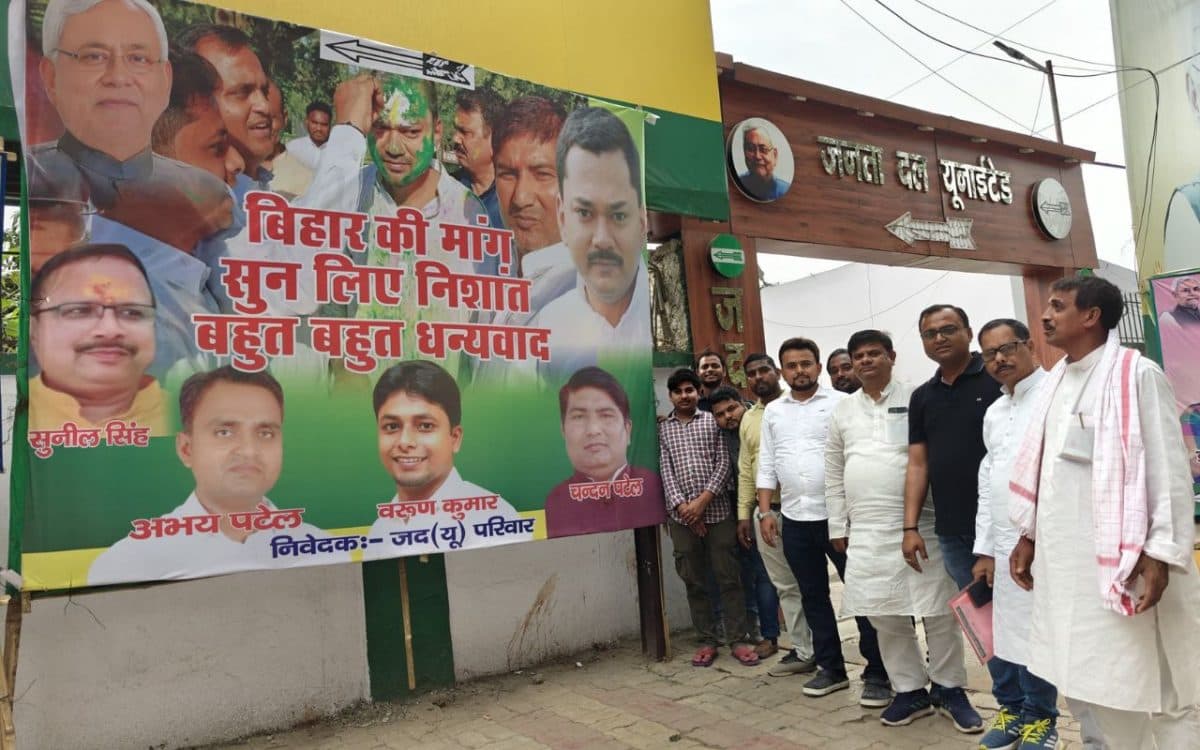 बिहार की मांग
सुन लिए निशांत
बहुत बहुत धन्यवाद
सुनील सिंह
अभय पटेल
वरूण कुमार
चन्दन पटेल
निवेदक:- जद(यू) परिवार
जनता दल यूनाईटेड
ज
द